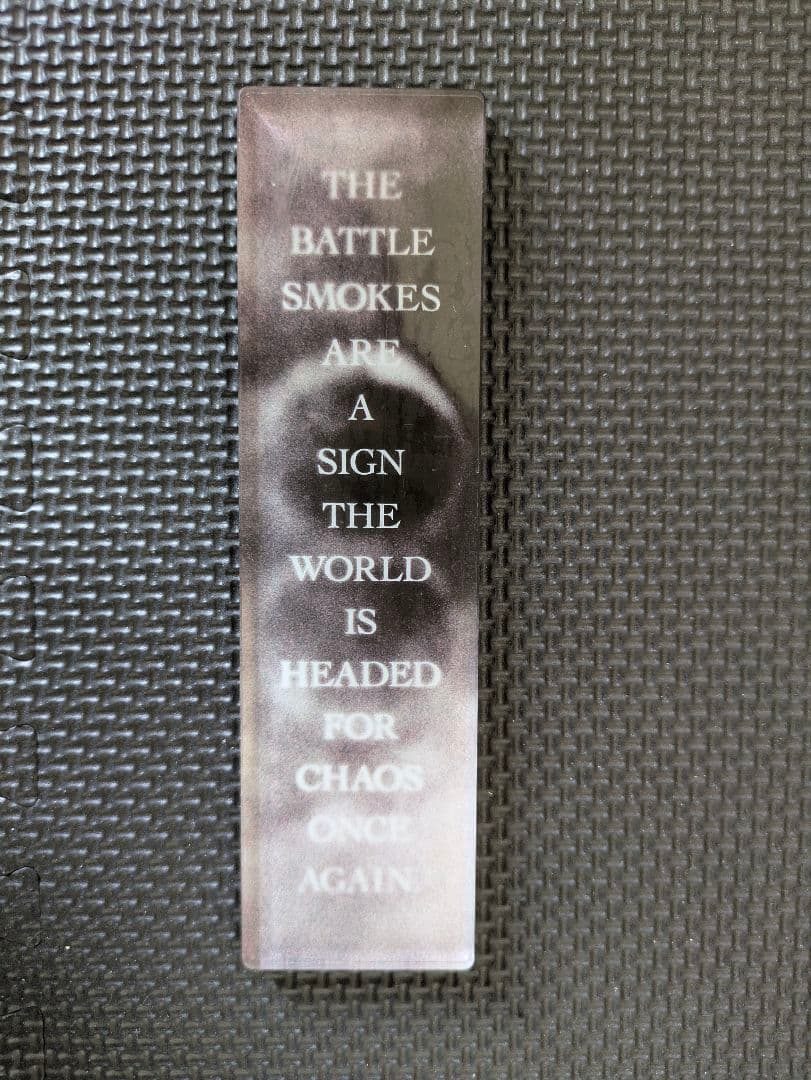 THE
BATTLE
SMOKES
ARE
A
SIGN
THE
WORLD
IS
HEADED
FOR
CHAOS
ONCE
AGAIN.